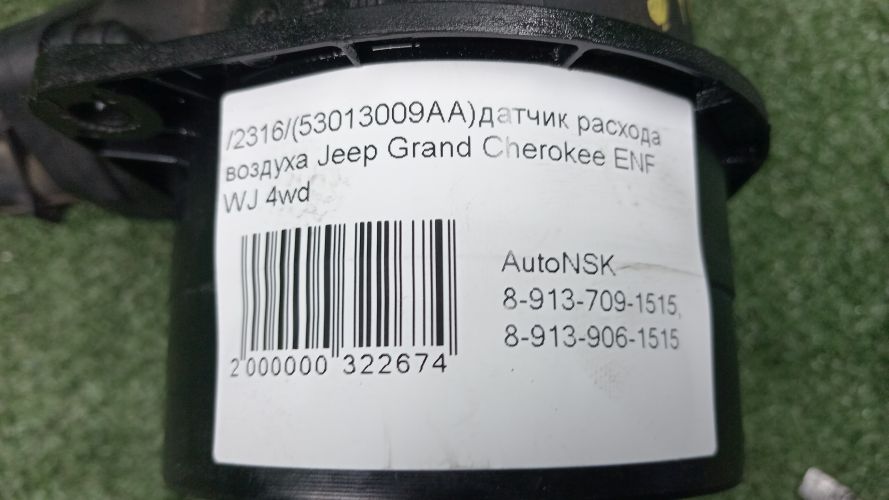 /2316/(53013009AA)датчик расхода
воздуха Jeep Grand Cherokee ENF
WJ 4wd
AutoNSK
8-913-709-1515,
8-913-906-1515
2 000000 322674